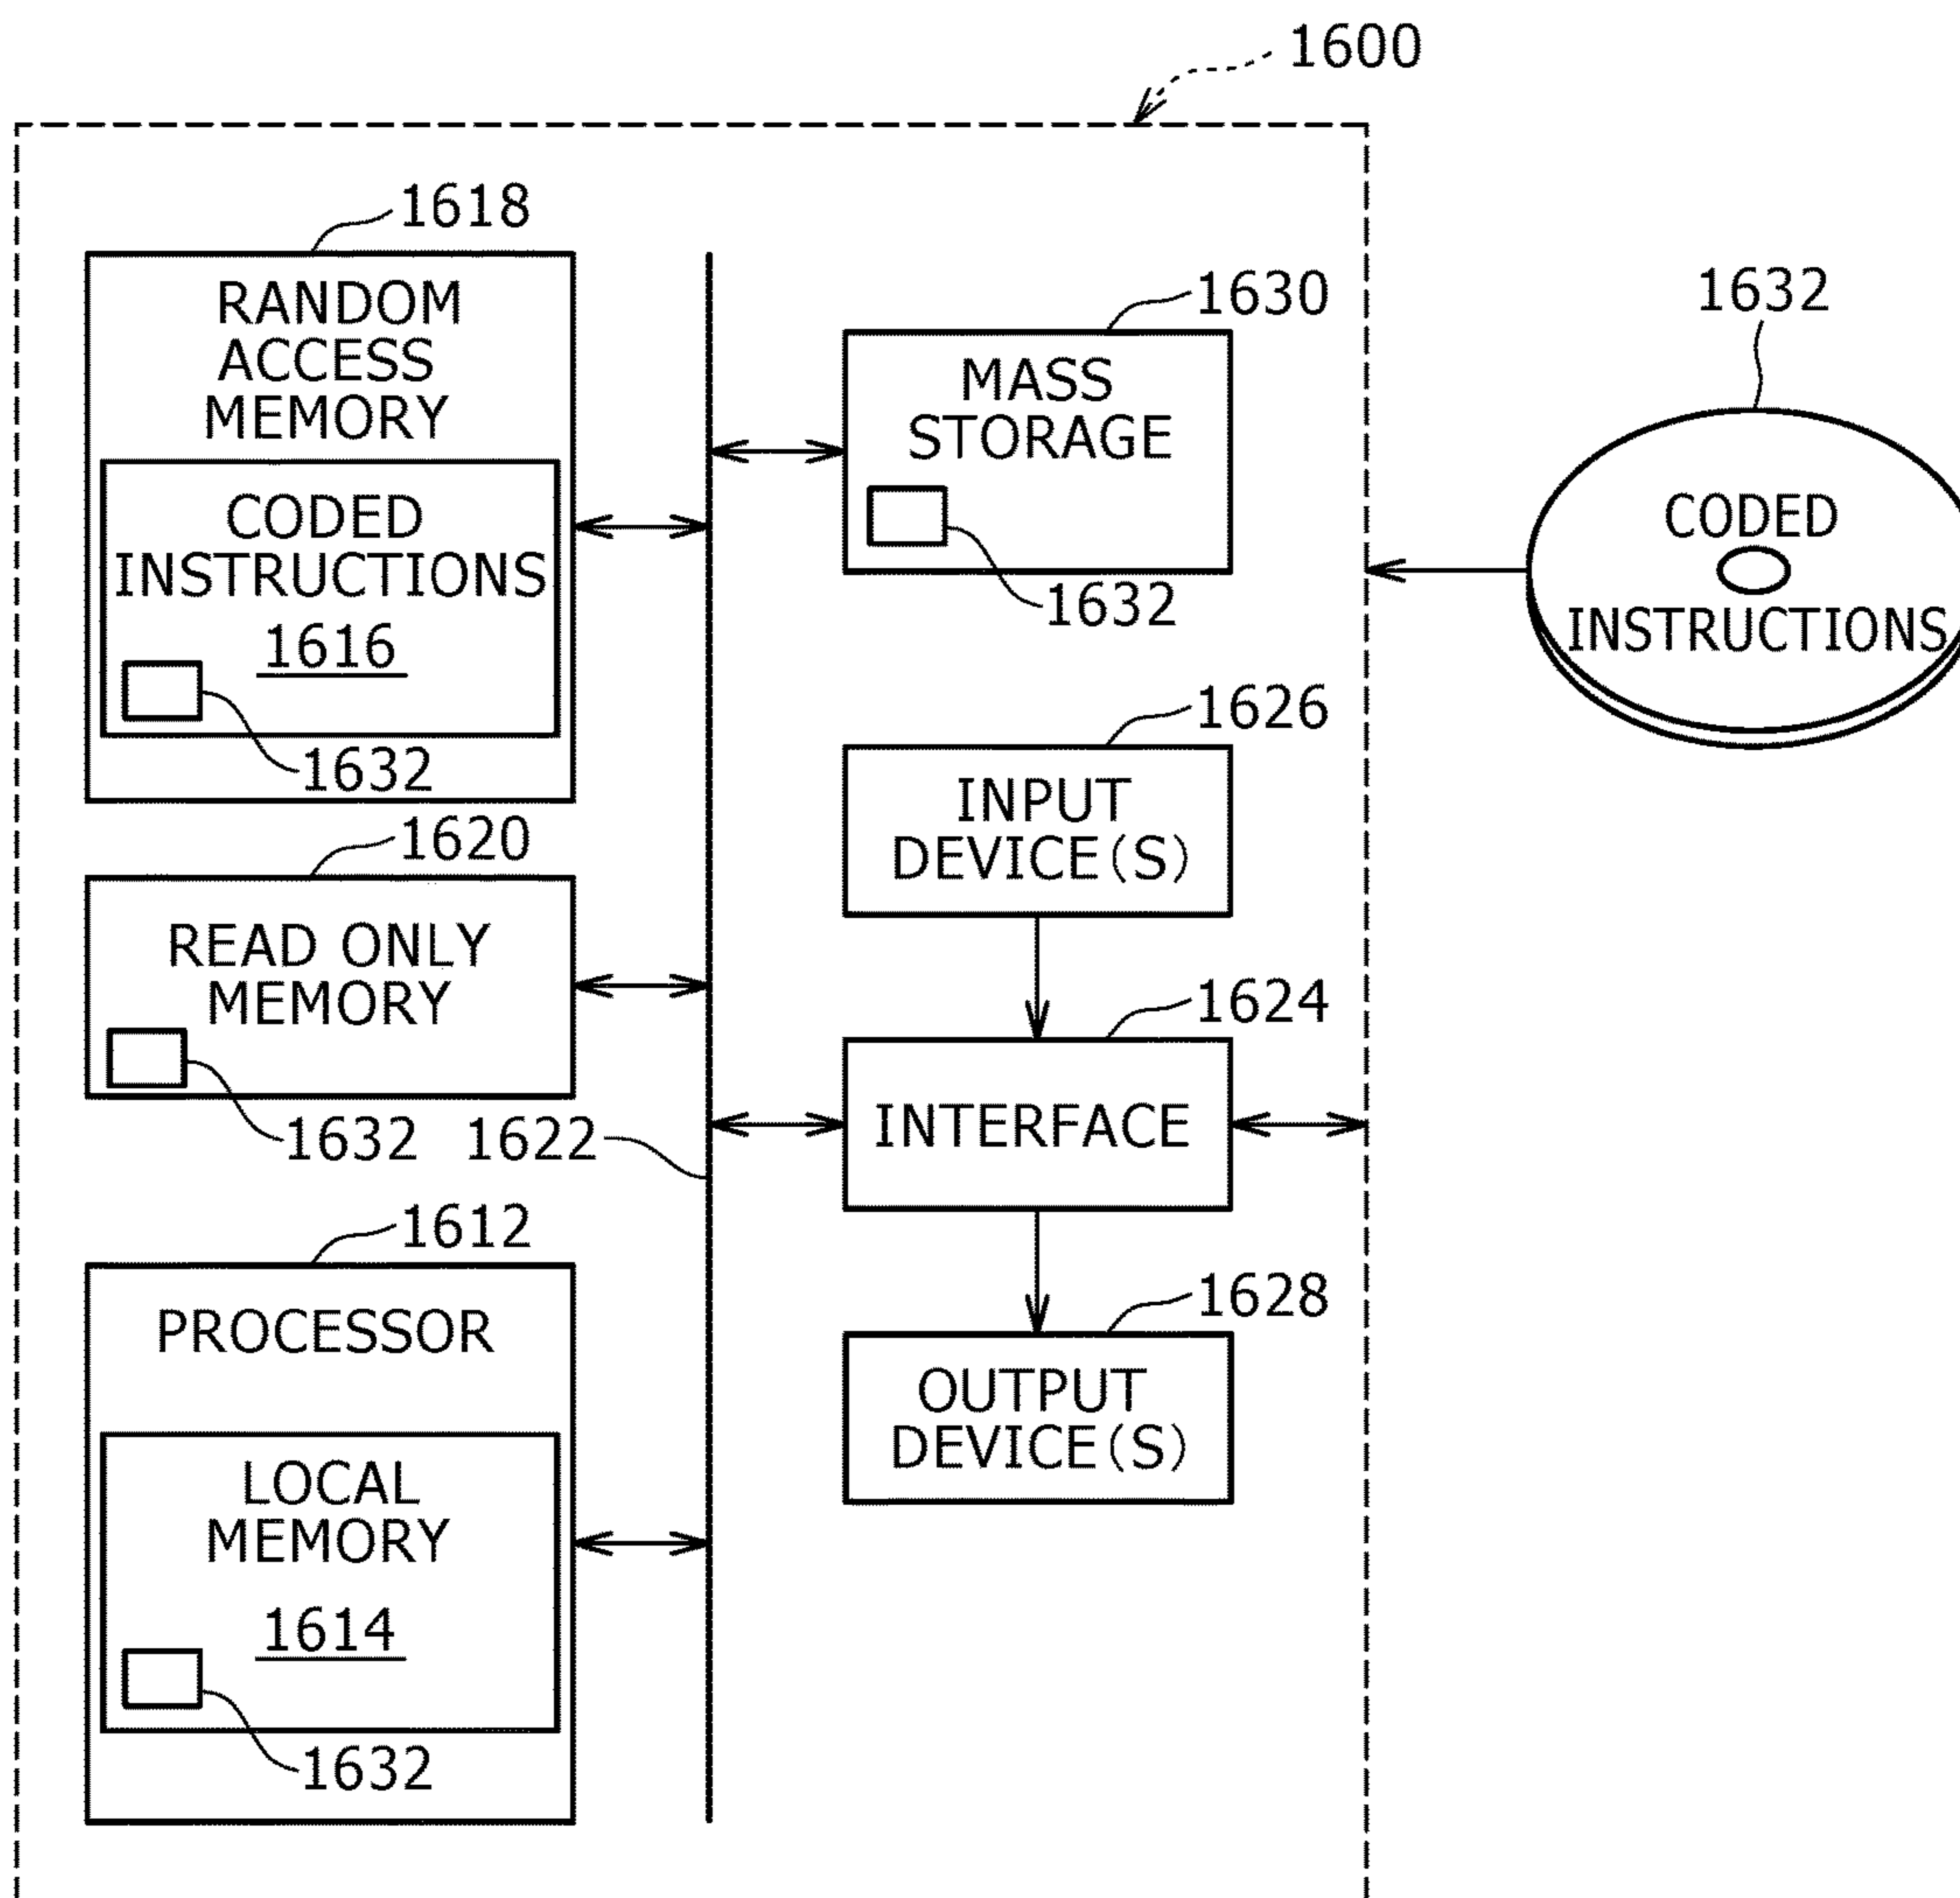 1600
1618
RANDOM
ACCESS
MEMORY
CODED
INSTRUCTIONS
1616
1632
1620
READ ONLY
MEMORY
1632
1622
1612
PROCESSOR
LOCAL
MEMORY
1614
1632
1630
MASS
STORAGE
1632
1626
INPUT
DEVICE(S)
1624
INTERFACE
1628
OUTPUT
DEVICE(S)
1632
CODED
INSTRUCTIONS